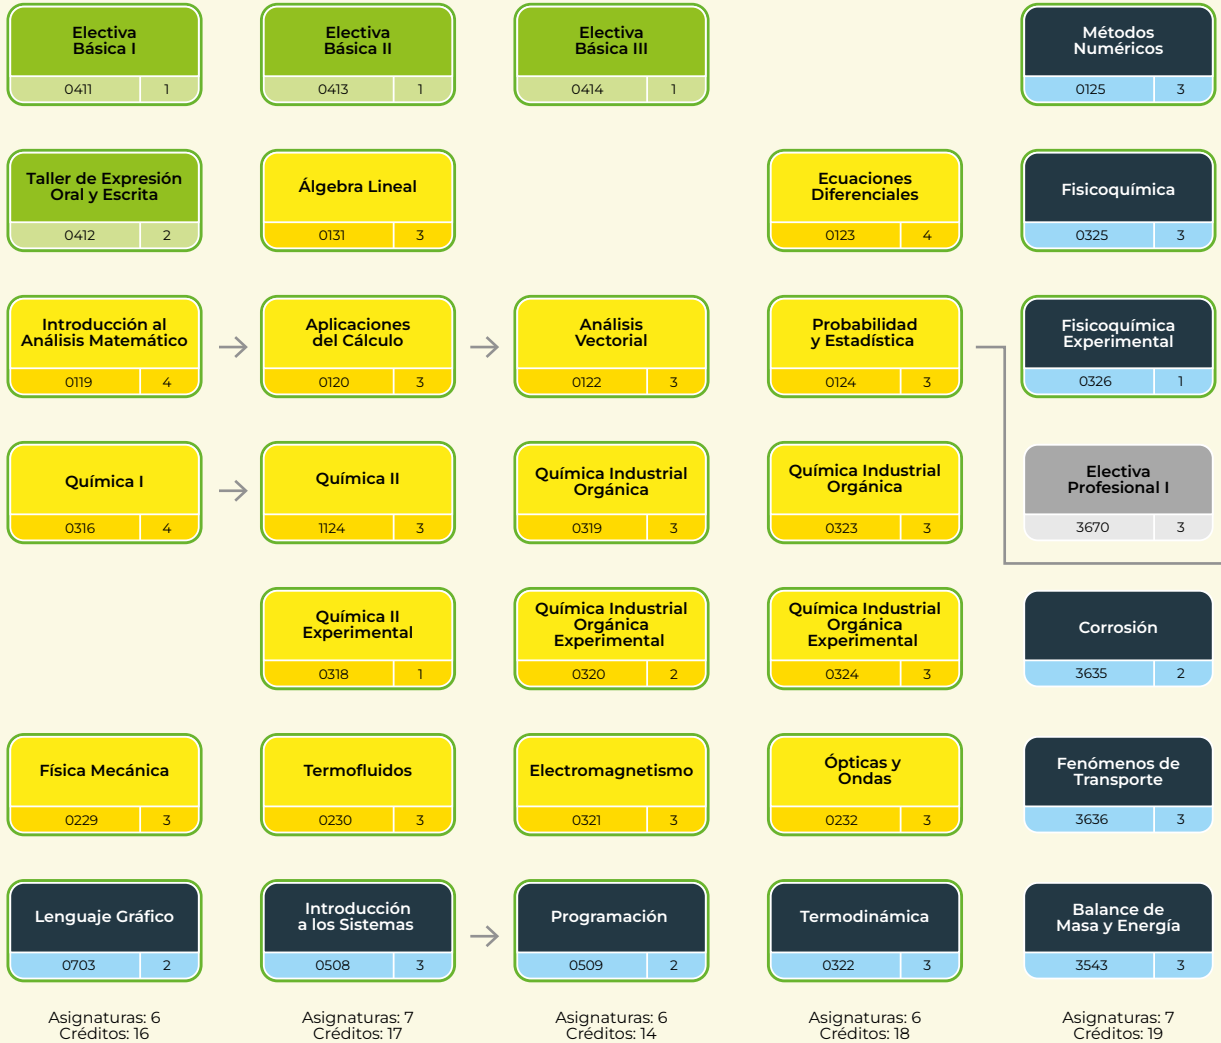 Electiva
Básica I
0411 1
Electiva
Básica II
0413 1
Electiva
Básica III
0414 1
Métodos
Numéricos
0125 3
Taller de Expresión
Oral y Escrita
0412 2
Álgebra Lineal
0131 3
Ecuaciones
Diferenciales
0123 4
Fisicoquímica
0325 3
Introducción al
Análisis Matemático
0119 4
Aplicaciones
del Cálculo
0120 3
Análisis
Vectorial
0122 3
Probabilidad
y Estadística
0124 3
Fisicoquímica
Experimental
0326 1
Química I
0316 4
Química II
1124 3
Química Industrial
Orgánica
0319 3
Química Industrial
Orgánica
0323 3
Electiva
Profesional I
3670 3
Química II
Experimental
0318 1
Química Industrial
Orgánica
Experimental
0320 2
Química Industrial
Orgánica
Experimental
0324 3
Corrosión
3635 2
Física Mecánica
0229 3
Termofluidos
0230 3
Electromagnetismo
0321 3
Ópticas y
Ondas
0232 3
Fenómenos de
Transporte
3636 3
Lenguaje Gráfico
0703 2
Introducción
a los Sistemas
0508 3
Programación
0509 2
Termodinámica
0322 3
Balance de
Masa y Energía
3543 3
Asignaturas: 6
Créditos: 16
Asignaturas: 7
Créditos: 17
Asignaturas: 6
Créditos: 14
Asignaturas: 6
Créditos: 18
Asignaturas: 7
Créditos: 19